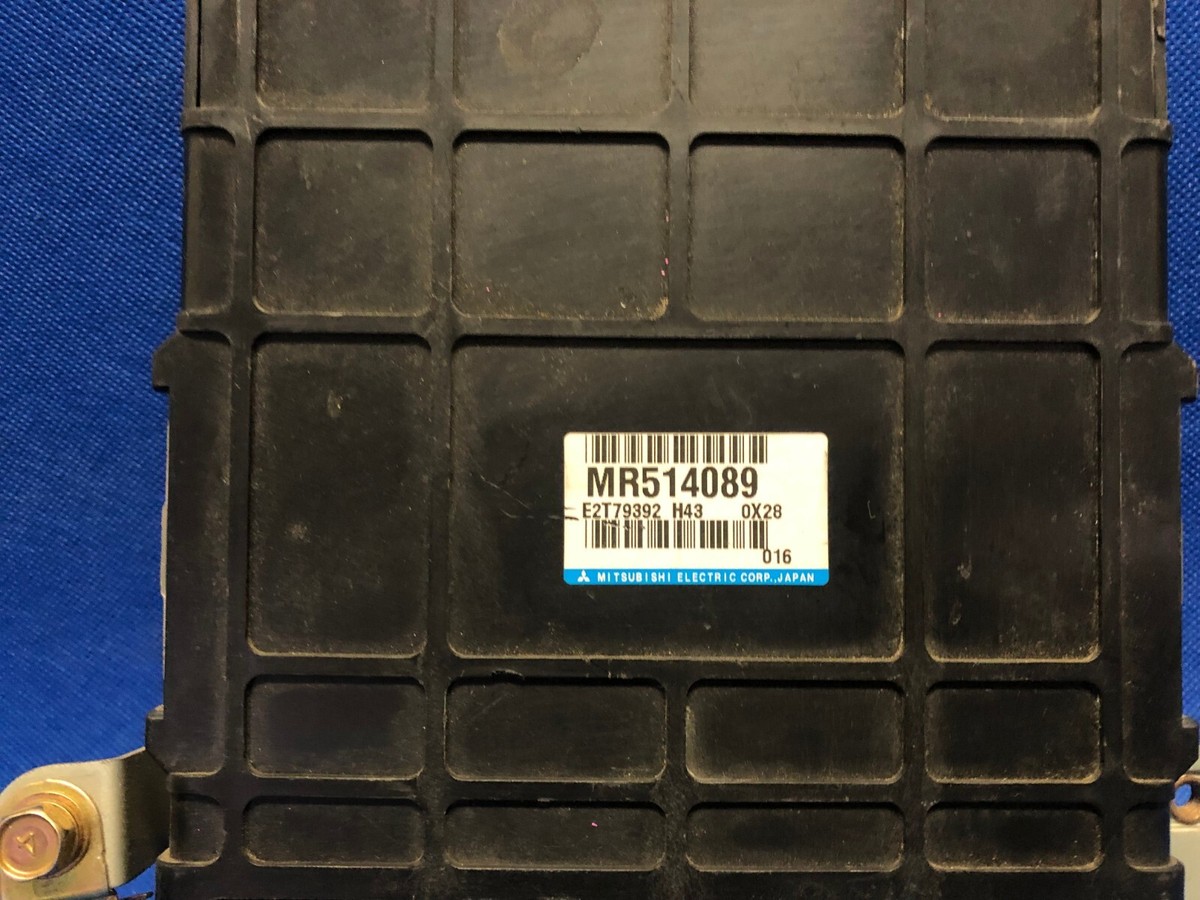 MR514089
E2T79392 H43 0X28
016
MITSUBISHI ELECTRIC CORP.,JAPAN